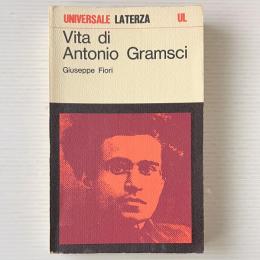 UNIVERSALE LATERZA UL
Vita di
Antonio Gramsci
Giuseppe Fiori